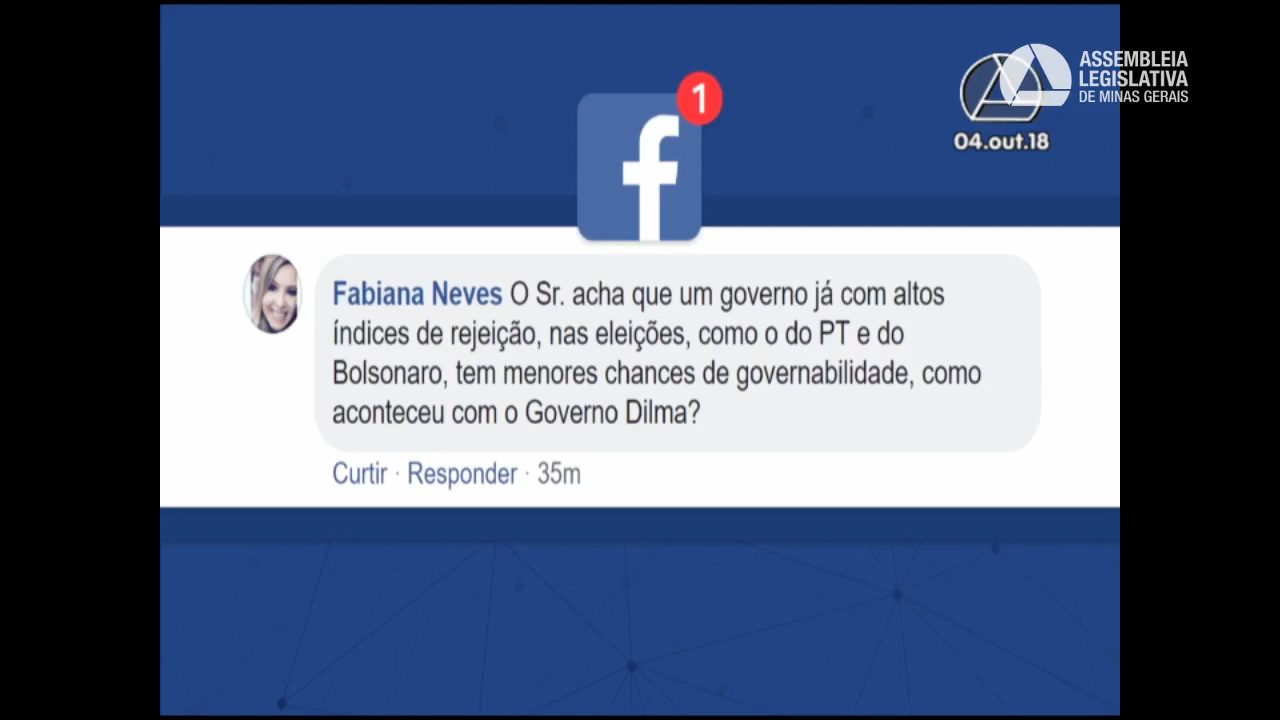 ASSEMBLEIA
LEGISLATIVA
DE MINAS GERAIS
04.out.18
1
f
Fabiana Neves O Sr. acha que um governo já com altos
índices de rejeição, nas eleições, como o do PT e do
Bolsonaro, tem menores chances de governabilidade, como
aconteceu com o Governo Dilma?
Curtir · Responder · 35m